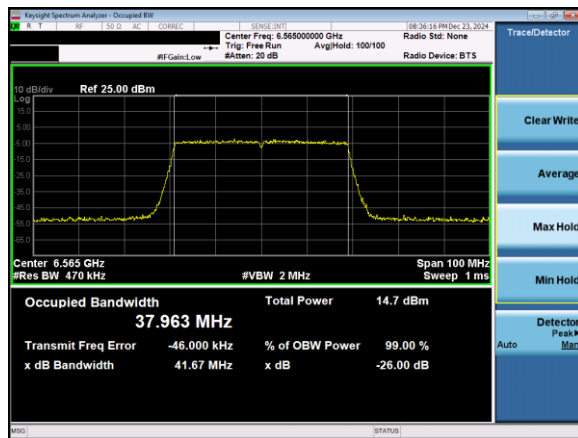 Keysight Spectrum Analyzer - Occupied BW
R T RF 50 Ω AC CORREC SENSE:INT 08:36:16 PM Dec 23, 2024
Center Freq: 6.565000000 GHz Radio Std: None
Trig: Free Run Avg|Hold: 100/100
#IFGain:Low #Atten: 20 dB Radio Device: BTS
Trace/Detector
10 dB/div Ref 25.00 dBm
Log
15.0
5.00
-5.00
-15.0
-25.0
-35.0
-45.0
-55.0
-65.0
Center 6.565 GHz Span 100 MHz
#Res BW 470 kHz #VBW 2 MHz Sweep 1 ms
Occupied Bandwidth Total Power 14.7 dBm
37.963 MHz
Transmit Freq Error -46.000 kHz % of OBW Power 99.00 %
x dB Bandwidth 41.67 MHz x dB -26.00 dB
Clear Write
Average
Max Hold
Min Hold
Detector
Peak
Auto Man
MSG STATUS